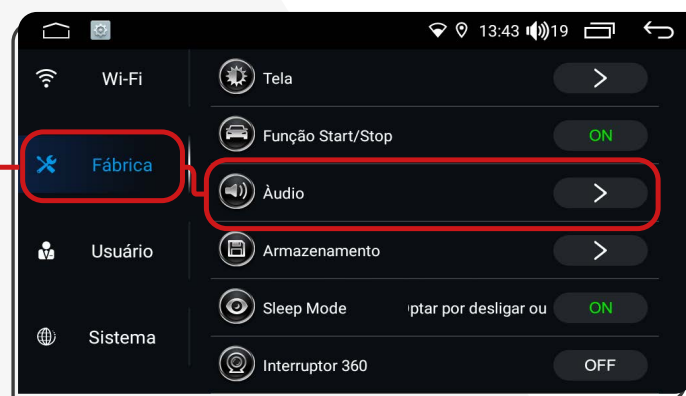 13:43 19
Wi-Fi
Fábrica
Usuário
Sistema
Tela
Função Start/Stop ON
Àudio
Armazenamento
Sleep Mode ptar por desligar ou ON
Interruptor 360 OFF